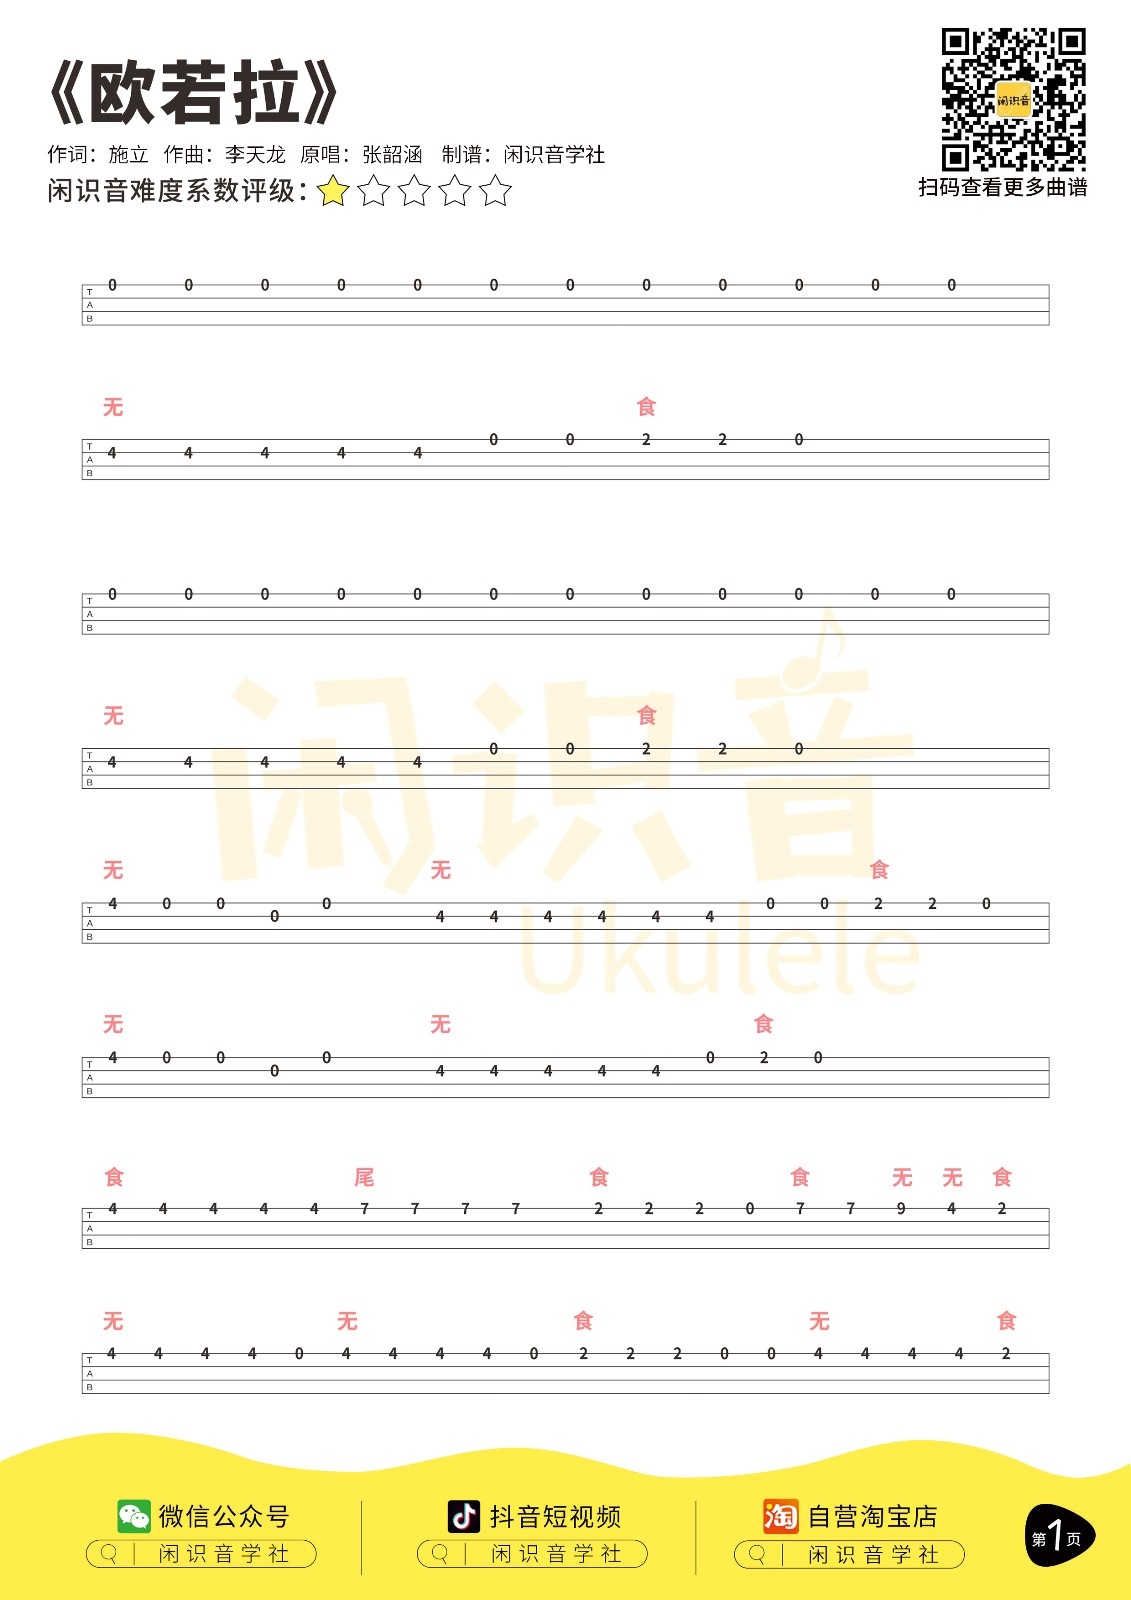 《欧若拉》
作词：施立 作曲：李天龙 原唱：张韶涵 制谱：闲识音学社
闲识音难度系数评级：
闲识音
扫码查看更多曲谱
0 0 0 0 0 0 0 0 0 0 0 0
T
A
B
无 食
0 0 2 2 0
4 4 4 4 4
T
A
B
0 0 0 0 0 0 0 0 0 0 0 0
T
A
B
无 食
0 0 2 2 0
4 4 4 4 4
T
A
B
闲识音
Ukulele
无 无 食
4 0 0 0 0 0 2 2 0
0 4 4 4 4 4 4
T
A
B
无 无 食
4 0 0 0 0 2 0
0 4 4 4 4 4
T
A
B
食 尾 食 食 无 无 食
4 4 4 4 4 7 7 7 7 2 2 2 0 7 7 9 4 2
T
A
B
无 无 食 无 食
4 4 4 4 0 4 4 4 4 0 2 2 2 0 0 4 4 4 4 2
T
A
B
微信公众号 抖音短视频 淘 自营淘宝店
闲识音学社 闲识音学社 闲识音学社
第1页